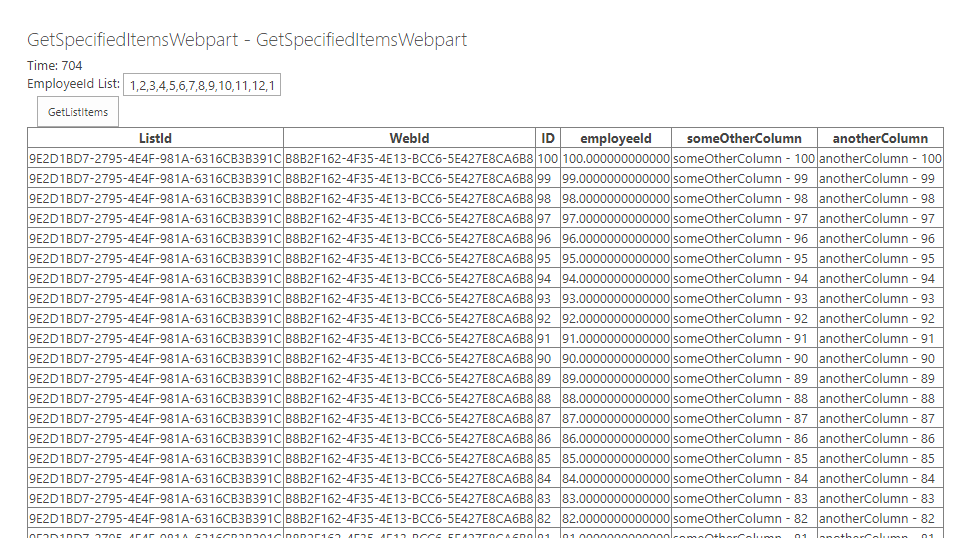 GetSpecifiedItemsWebpart - GetSpecifiedItemsWebpart
Time: 704
EmployeeId List: 1,2,3,4,5,6,7,8,9,10,11,12,1
GetListItems
ListId WebId ID employeeId someOtherColumn anotherColumn
9E2D1BD7-2795-4E4F-981A-6316CB3B391C B8B2F162-4F35-4E13-BCC6-5E427E8CA6B8 100 100.000000000000 someOtherColumn - 100 anotherColumn - 100
9E2D1BD7-2795-4E4F-981A-6316CB3B391C B8B2F162-4F35-4E13-BCC6-5E427E8CA6B8 99 99.0000000000000 someOtherColumn - 99 anotherColumn - 99
9E2D1BD7-2795-4E4F-981A-6316CB3B391C B8B2F162-4F35-4E13-BCC6-5E427E8CA6B8 98 98.0000000000000 someOtherColumn - 98 anotherColumn - 98
9E2D1BD7-2795-4E4F-981A-6316CB3B391C B8B2F162-4F35-4E13-BCC6-5E427E8CA6B8 97 97.0000000000000 someOtherColumn - 97 anotherColumn - 97
9E2D1BD7-2795-4E4F-981A-6316CB3B391C B8B2F162-4F35-4E13-BCC6-5E427E8CA6B8 96 96.0000000000000 someOtherColumn - 96 anotherColumn - 96
9E2D1BD7-2795-4E4F-981A-6316CB3B391C B8B2F162-4F35-4E13-BCC6-5E427E8CA6B8 95 95.0000000000000 someOtherColumn - 95 anotherColumn - 95
9E2D1BD7-2795-4E4F-981A-6316CB3B391C B8B2F162-4F35-4E13-BCC6-5E427E8CA6B8 94 94.0000000000000 someOtherColumn - 94 anotherColumn - 94
9E2D1BD7-2795-4E4F-981A-6316CB3B391C B8B2F162-4F35-4E13-BCC6-5E427E8CA6B8 93 93.0000000000000 someOtherColumn - 93 anotherColumn - 93
9E2D1BD7-2795-4E4F-981A-6316CB3B391C B8B2F162-4F35-4E13-BCC6-5E427E8CA6B8 92 92.0000000000000 someOtherColumn - 92 anotherColumn - 92
9E2D1BD7-2795-4E4F-981A-6316CB3B391C B8B2F162-4F35-4E13-BCC6-5E427E8CA6B8 91 91.0000000000000 someOtherColumn - 91 anotherColumn - 91
9E2D1BD7-2795-4E4F-981A-6316CB3B391C B8B2F162-4F35-4E13-BCC6-5E427E8CA6B8 90 90.0000000000000 someOtherColumn - 90 anotherColumn - 90
9E2D1BD7-2795-4E4F-981A-6316CB3B391C B8B2F162-4F35-4E13-BCC6-5E427E8CA6B8 89 89.0000000000000 someOtherColumn - 89 anotherColumn - 89
9E2D1BD7-2795-4E4F-981A-6316CB3B391C B8B2F162-4F35-4E13-BCC6-5E427E8CA6B8 88 88.0000000000000 someOtherColumn - 88 anotherColumn - 88
9E2D1BD7-2795-4E4F-981A-6316CB3B391C B8B2F162-4F35-4E13-BCC6-5E427E8CA6B8 87 87.0000000000000 someOtherColumn - 87 anotherColumn - 87
9E2D1BD7-2795-4E4F-981A-6316CB3B391C B8B2F162-4F35-4E13-BCC6-5E427E8CA6B8 86 86.0000000000000 someOtherColumn - 86 anotherColumn - 86
9E2D1BD7-2795-4E4F-981A-6316CB3B391C B8B2F162-4F35-4E13-BCC6-5E427E8CA6B8 85 85.0000000000000 someOtherColumn - 85 anotherColumn - 85
9E2D1BD7-2795-4E4F-981A-6316CB3B391C B8B2F162-4F35-4E13-BCC6-5E427E8CA6B8 84 84.0000000000000 someOtherColumn - 84 anotherColumn - 84
9E2D1BD7-2795-4E4F-981A-6316CB3B391C B8B2F162-4F35-4E13-BCC6-5E427E8CA6B8 83 83.0000000000000 someOtherColumn - 83 anotherColumn - 83
9E2D1BD7-2795-4E4F-981A-6316CB3B391C B8B2F162-4F35-4E13-BCC6-5E427E8CA6B8 82 82.0000000000000 someOtherColumn - 82 anotherColumn - 82